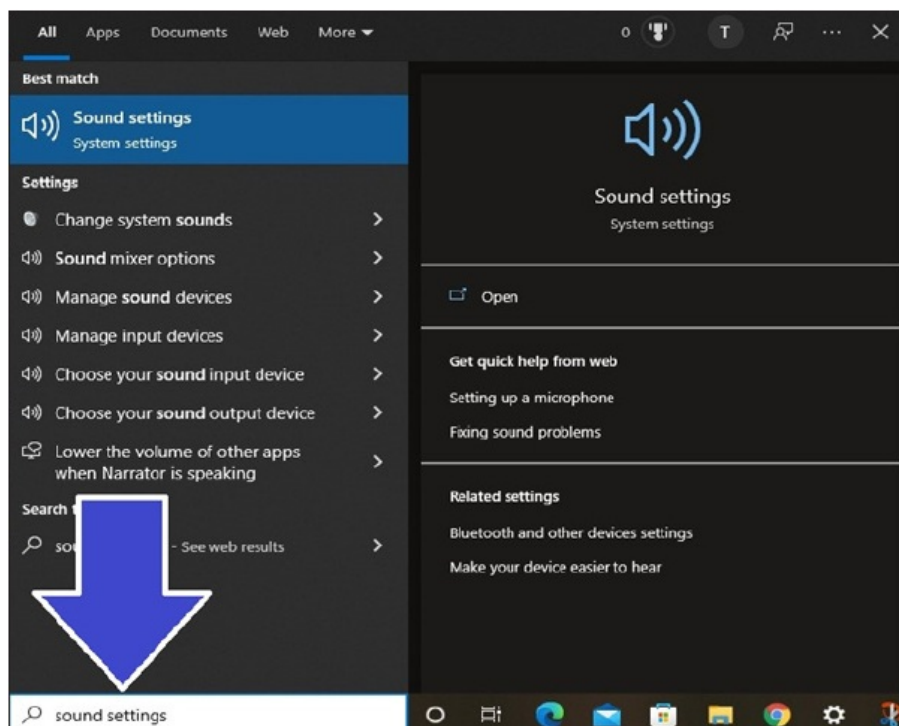 All Apps Documents Web More
0 T ...
Best match
Sound settings
System settings
Settings
Change system sounds
Sound mixer options
Manage sound devices
Manage input devices
Choose your sound input device
Choose your sound output device
Lower the volume of other apps
when Narrator is speaking
Search
- See web results
sound settings
Sound settings
System settings
Open
Get quick help from web
Setting up a microphone
Fixing sound problems
Related settings
Bluetooth and other devices settings
Make your device easier to hear